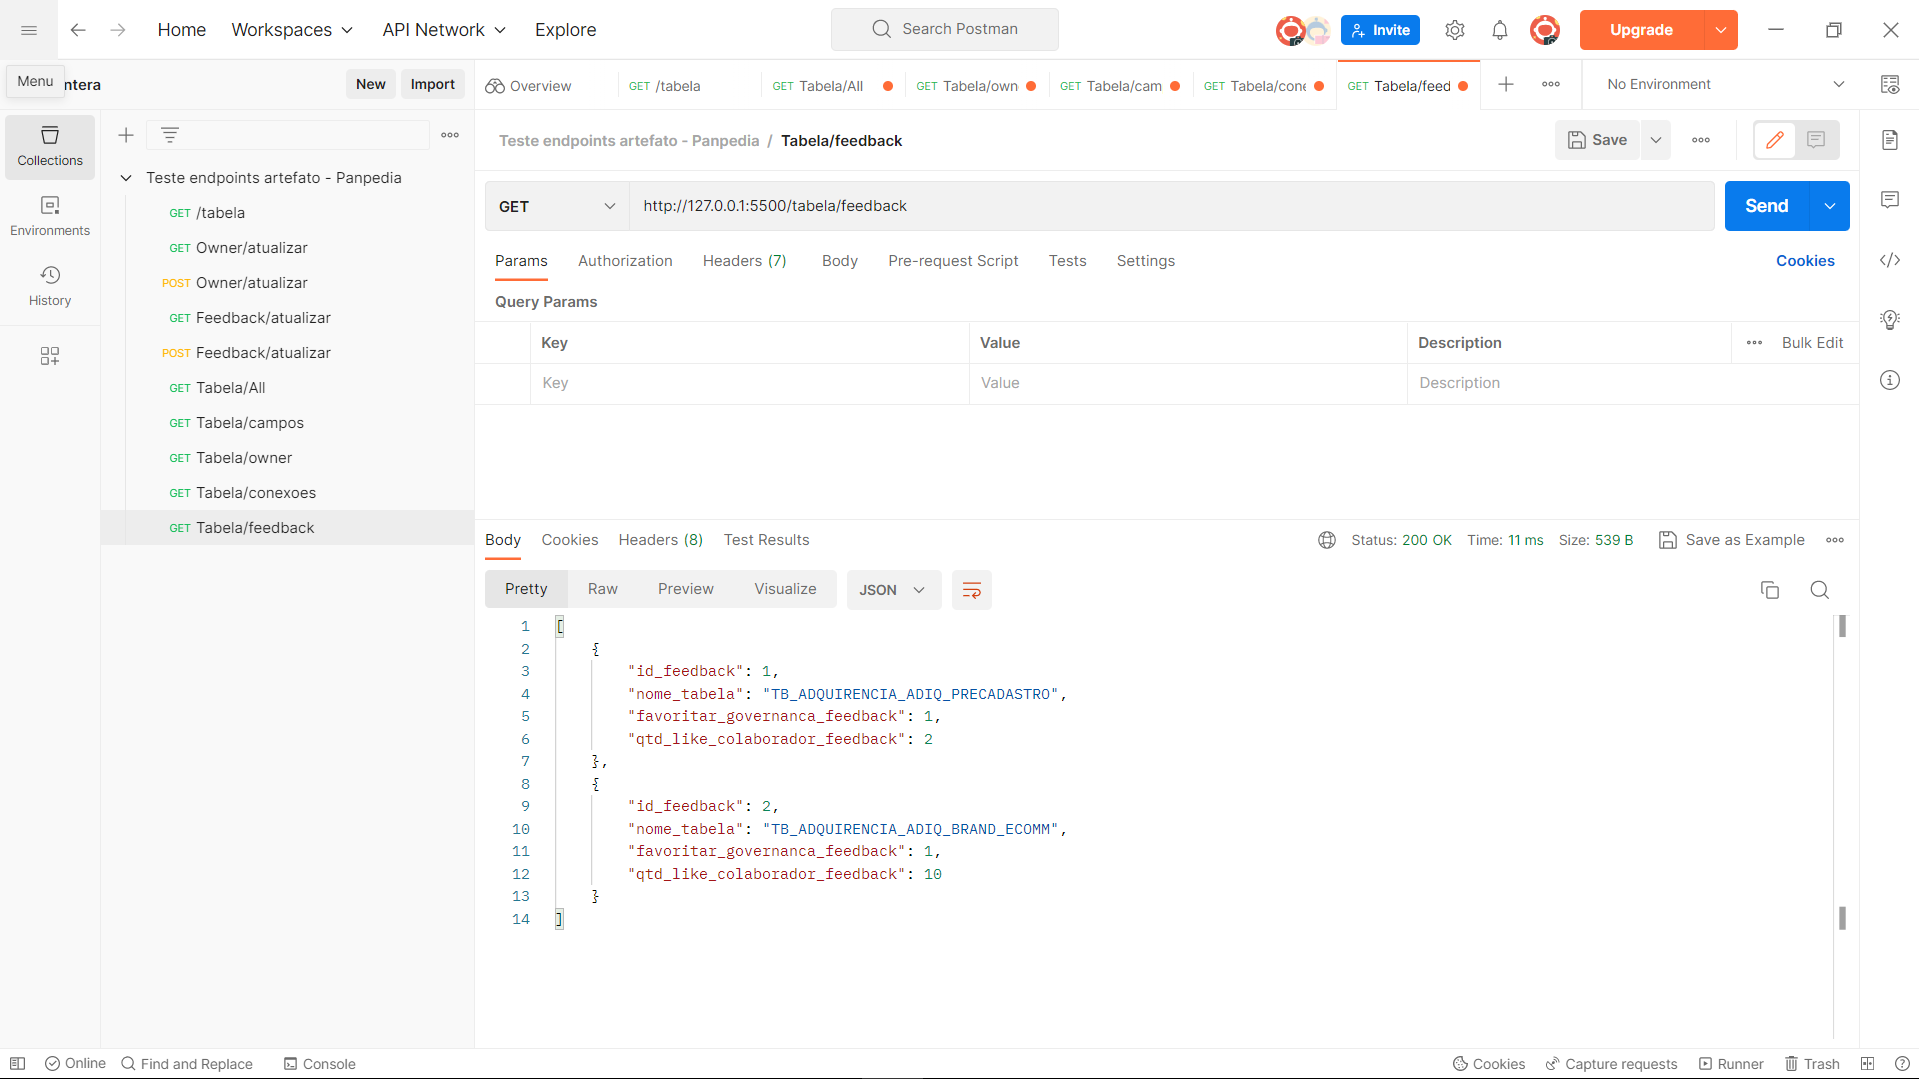 Home
Workspaces
API Network
Explore
Search Postman
Invite
Upgrade
Menu
ntera
New
Import
Overview
GET /tabela
GET Tabela/All
GET Tabela/own
GET Tabela/cam
GET Tabela/cone
GET Tabela/feed
No Environment
Collections
Environments
History
Teste endpoints artefato - Panpedia
GET /tabela
GET Owner/atualizar
POST Owner/atualizar
GET Feedback/atualizar
POST Feedback/atualizar
GET Tabela/All
GET Tabela/campos
GET Tabela/owner
GET Tabela/conexoes
GET Tabela/feedback
Teste endpoints artefato - Panpedia / Tabela/feedback
Save
GET
http://127.0.0.1:5500/tabela/feedback
Send
Params
Authorization
Headers (7)
Body
Pre-request Script
Tests
Settings
Cookies
Query Params
Key
Value
Description
Bulk Edit
Key
Value
Description
Body
Cookies
Headers (8)
Test Results
Status: 200 OK
Time: 11 ms
Size: 539 B
Save as Example
Pretty
Raw
Preview
Visualize
JSON
1 [
2 {
3 "id_feedback": 1,
4 "nome_tabela": "TB_ADQUIRENCIA_ADIQ_PRECADASTRO",
5 "favoritar_governanca_feedback": 1,
6 "qtd_like_colaborador_feedback": 2
7 },
8 {
9 "id_feedback": 2,
10 "nome_tabela": "TB_ADQUIRENCIA_ADIQ_BRAND_ECOMM",
11 "favoritar_governanca_feedback": 1,
12 "qtd_like_colaborador_feedback": 10
13 }
14 ]
Online
Find and Replace
Console
Cookies
Capture requests
Runner
Trash